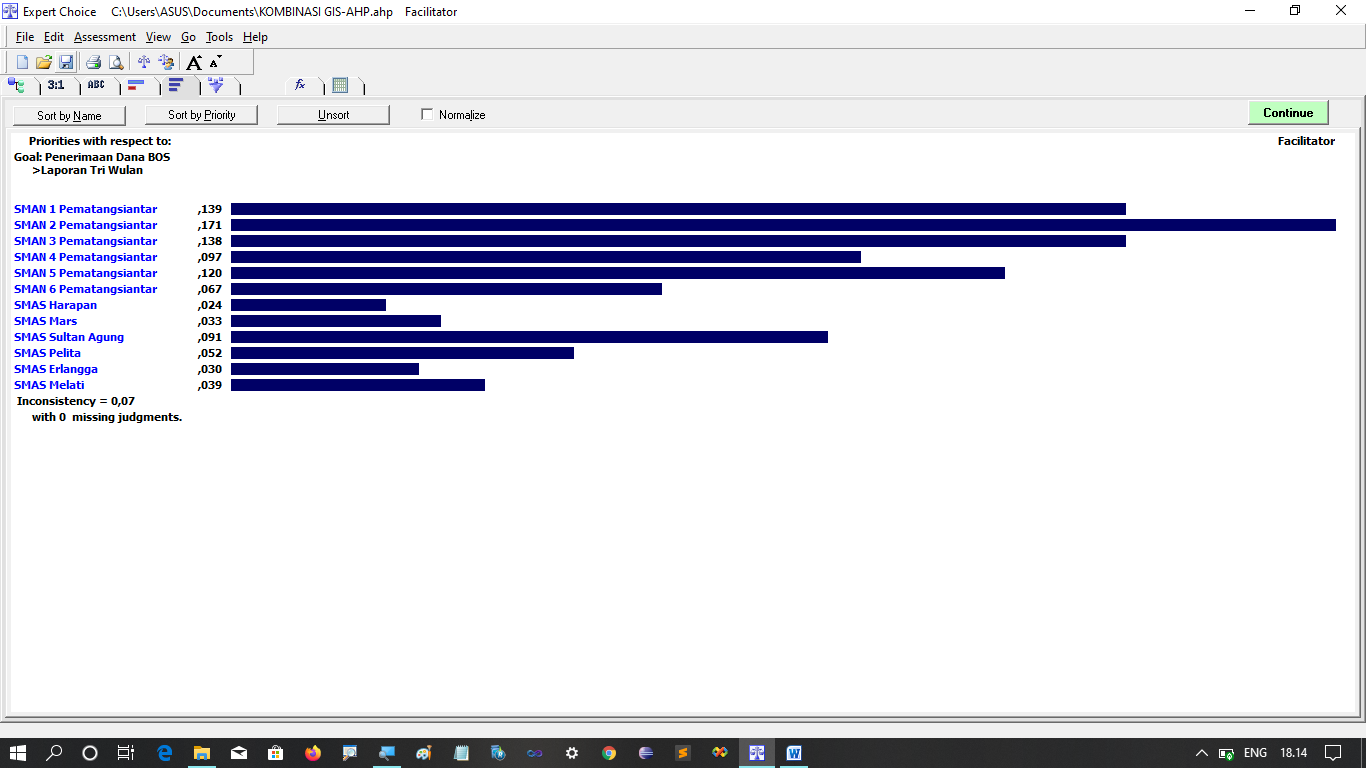 Expert Choice C:\Users\ASUS\Documents\KOMBINASI GIS-AHP.ahp Facilitator
File Edit Assessment View Go Tools Help
A A
3:1 ABC fx
Sort by Name Sort by Priority Unsort Normalize Continue
Priorities with respect to: Facilitator
Goal: Penerimaan Dana BOS
>Laporan Tri Wulan
SMAN 1 Pematangsiantar ,139
SMAN 2 Pematangsiantar ,171
SMAN 3 Pematangsiantar ,138
SMAN 4 Pematangsiantar ,097
SMAN 5 Pematangsiantar ,120
SMAN 6 Pematangsiantar ,067
SMAS Harapan ,024
SMAS Mars ,033
SMAS Sultan Agung ,091
SMAS Pelita ,052
SMAS Erlangga ,030
SMAS Melati ,039
Inconsistency = 0,07
with 0 missing judgments.
ENG 18.14